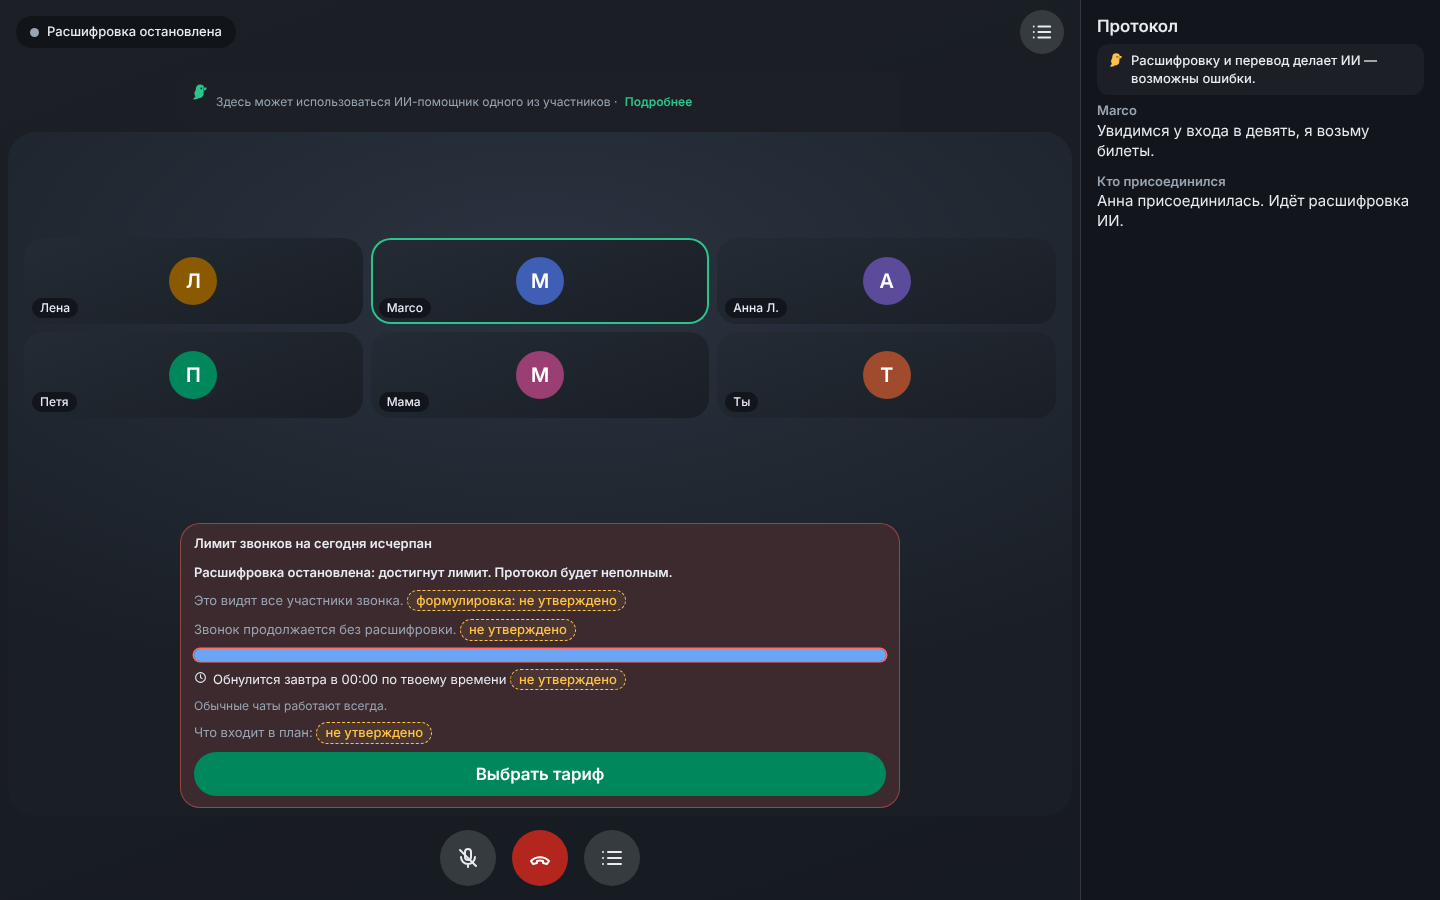 Расшифровка остановлена
Здесь может использоваться ИИ-помощник одного из участников · Подробнее
Л
Лена
М
Marco
А
Анна Л.
П
Петя
М
Мама
Т
Ты
Лимит звонков на сегодня исчерпан
Расшифровка остановлена: достигнут лимит. Протокол будет неполным.
Это видят все участники звонка. формулировка: не утверждено
Звонок продолжается без расшифровки. не утверждено
Обнулится завтра в 00:00 по твоему времени не утверждено
Обычные чаты работают всегда.
Что входит в план: не утверждено
Выбрать тариф
Протокол
Расшифровку и перевод делает ИИ —
возможны ошибки.
Marco
Увидимся у входа в девять, я возьму
билеты.
Кто присоединился
Анна присоединилась. Идёт расшифровка
ИИ.